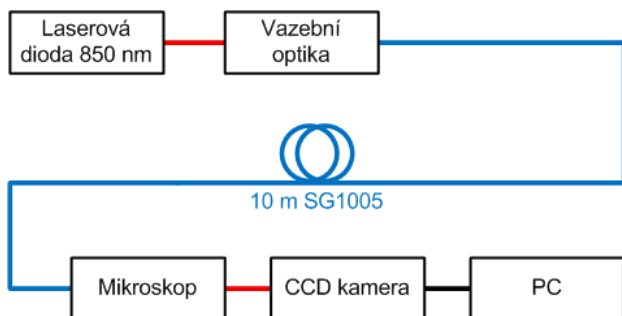 Laserová
dioda 850 nm
Vazební
optika
10 m SG1005
Mikroskop
CCD kamera
PC